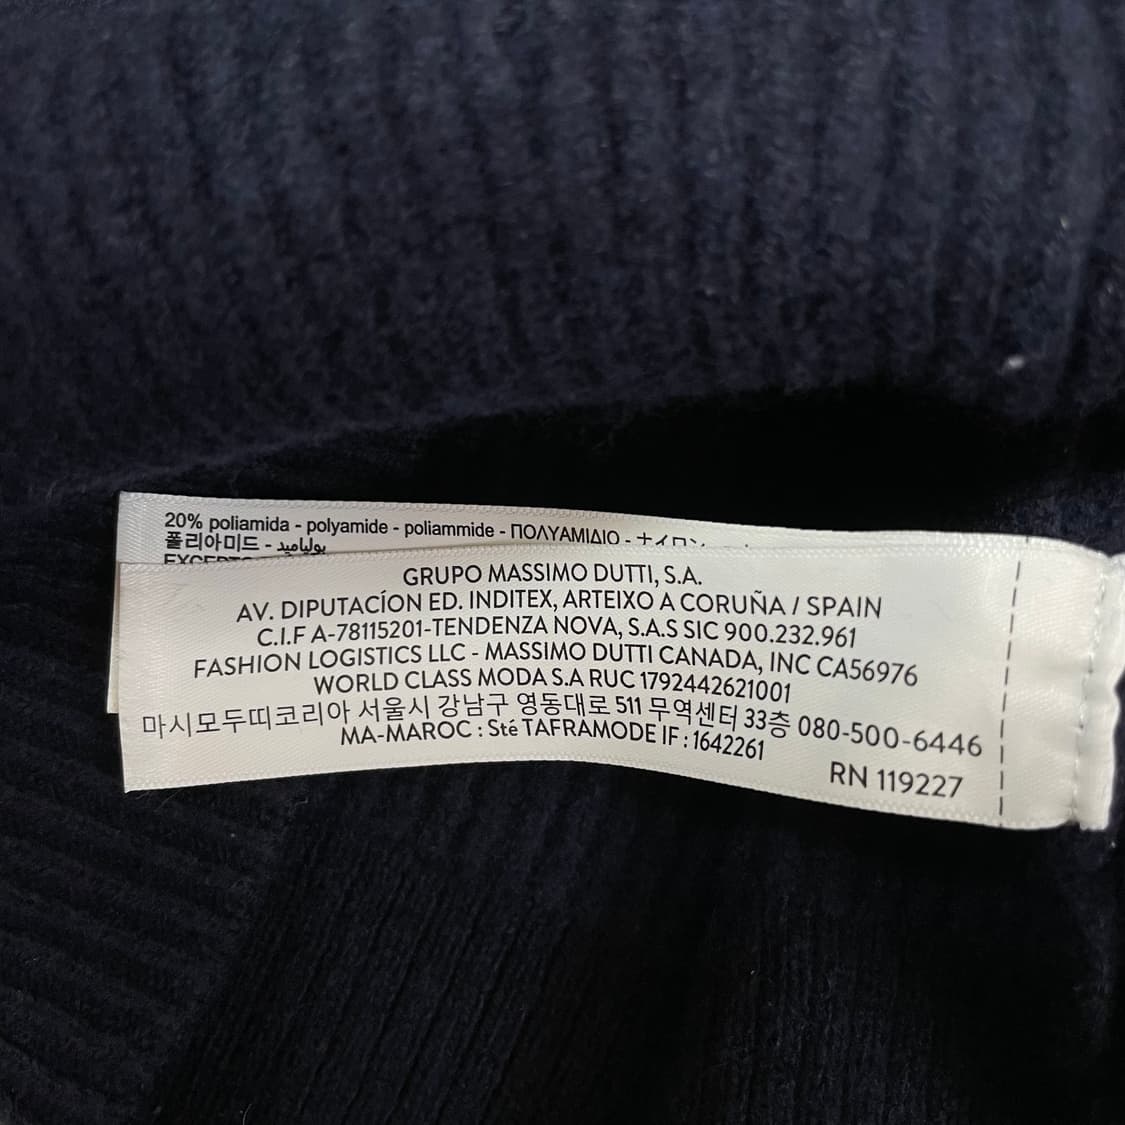 20% poliamida - polyamide - poliammide - ΠΟΛΥΑΜΙΔΙΟ - ナイロン
폴리아미드 - بولياميد
GRUPO MASSIMO DUTTI, S.A.
AV. DIPUTACÍON ED. INDITEX, ARTEIXO A CORUÑA / SPAIN
C.I.F A-78115201-TENDENZA NOVA, S.A.S SIC 900.232.961
FASHION LOGISTICS LLC - MASSIMO DUTTI CANADA, INC CA56976
WORLD CLASS MODA S.A RUC 1792442621001
마시모두띠코리아 서울시 강남구 영동대로 511 무역센터 33층 080-500-6446
MA-MAROC : Sté TAFRAMODE IF : 1642261
RN 119227